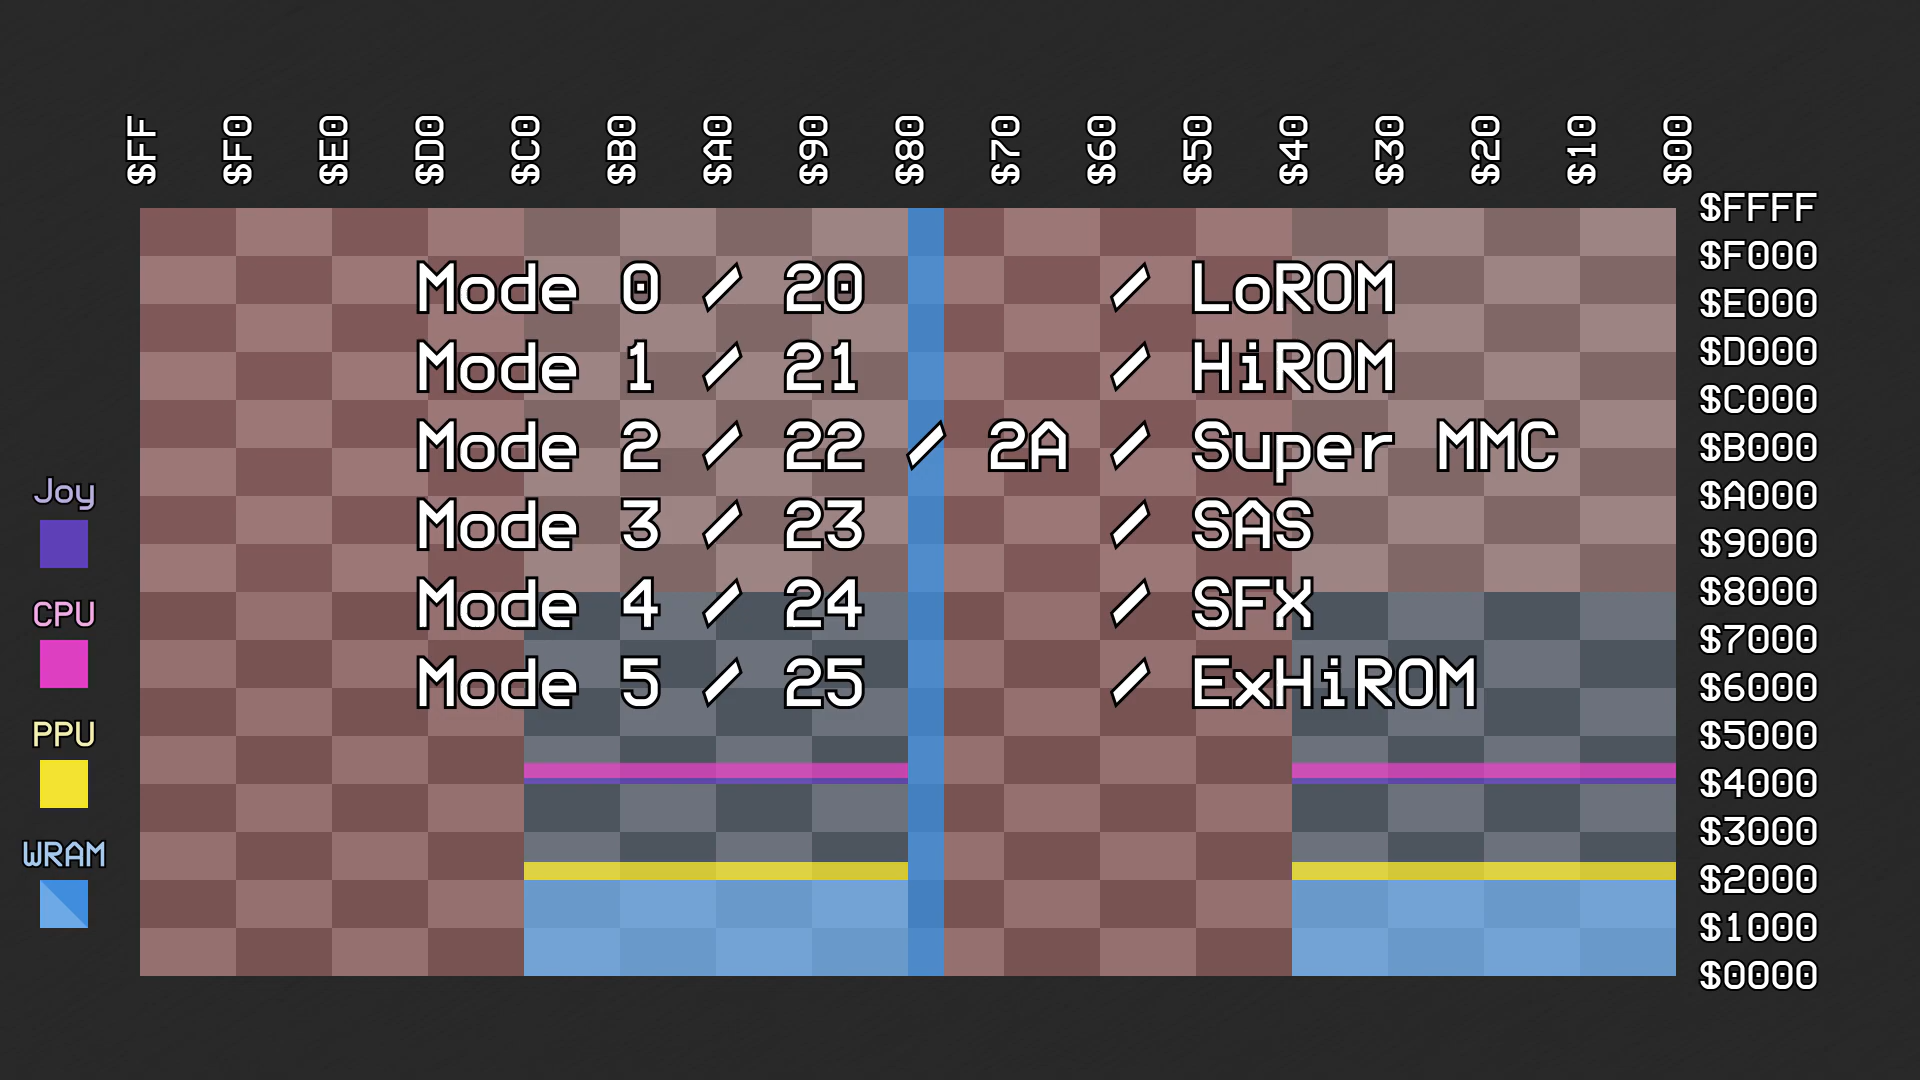 $FF $F0 $E0 $D0 $C0 $B0 $A0 $90 $80 $70 $60 $50 $40 $30 $20 $10 $00
$FFFF
$F000
$E000
$D000
$C000
$B000
$A000
$9000
$8000
$7000
$6000
$5000
$4000
$3000
$2000
$1000
$0000
Mode 0 / 20 / LoROM
Mode 1 / 21 / HiROM
Mode 2 / 22 / 2A / Super MMC
Mode 3 / 23 / SAS
Mode 4 / 24 / SFX
Mode 5 / 25 / ExHiROM
Joy
CPU
PPU
WRAM